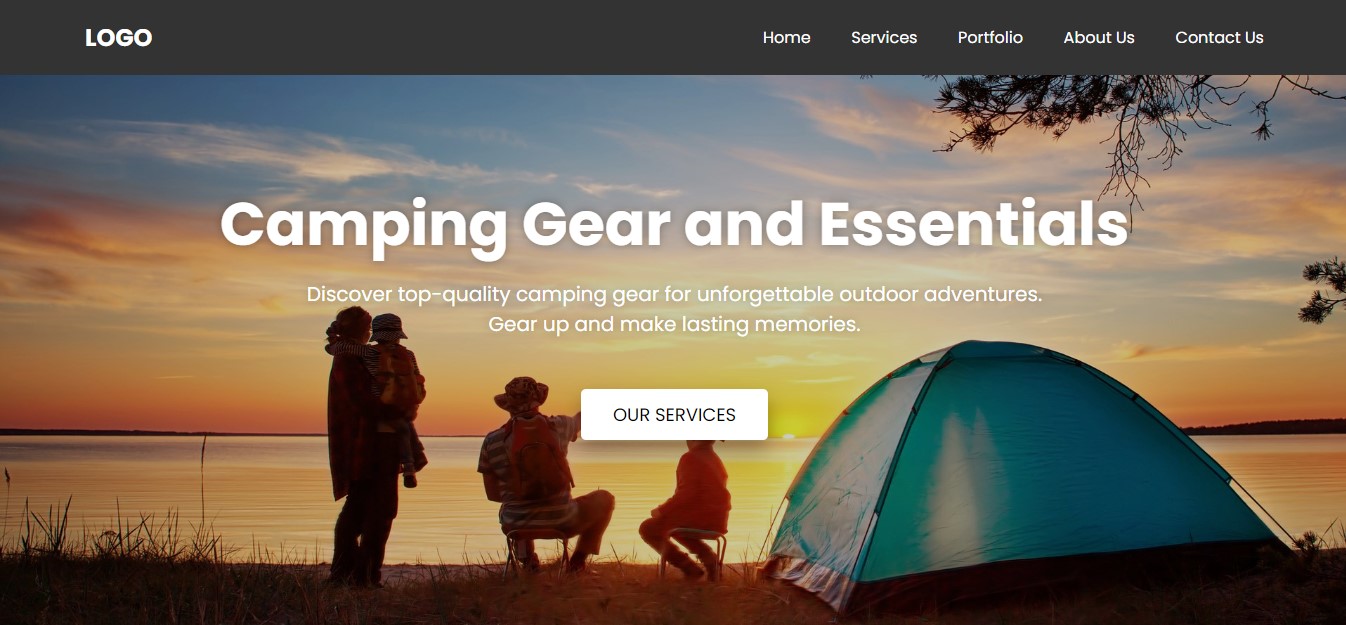 LOGO
Home
Services
Portfolio
About Us
Contact Us
Camping Gear and Essentials
Discover top-quality camping gear for unforgettable outdoor adventures.
Gear up and make lasting memories.
OUR SERVICES